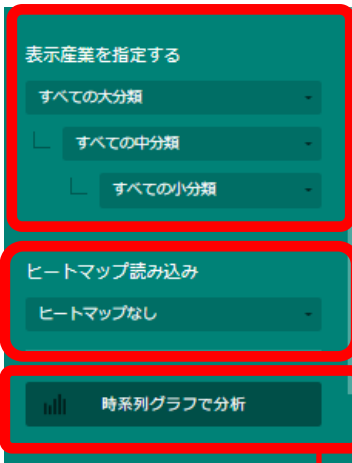 表示産業を指定する
すべての大分類
すべての中分類
すべての小分類
ヒートマップ読み込み
ヒートマップなし
時系列グラフで分析